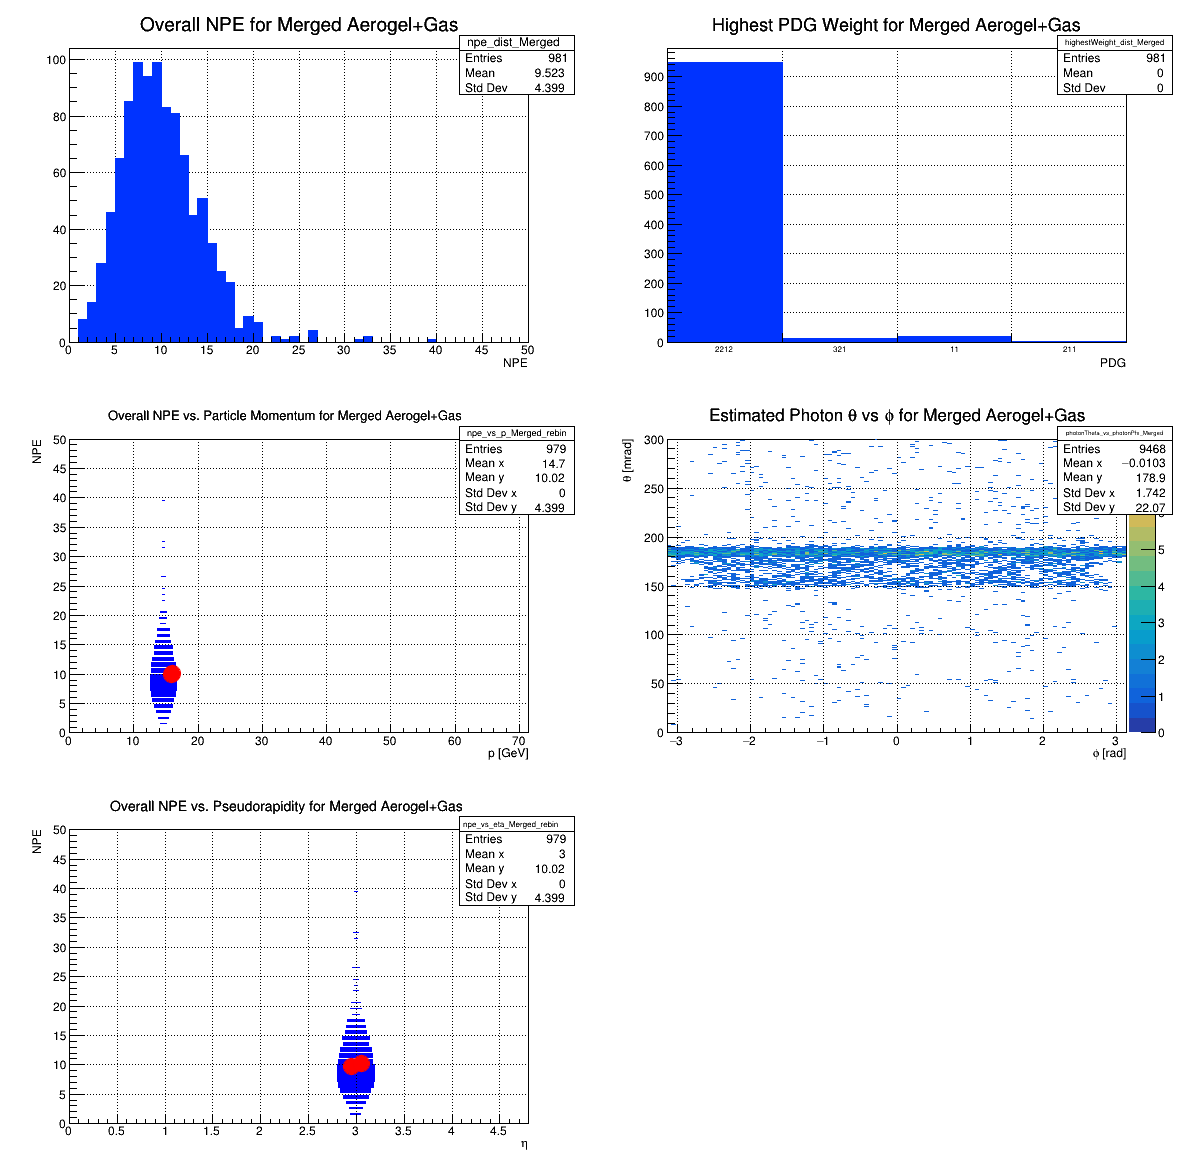 Overall NPE for Merged Aerogel+Gas
npe_dist_Merged
Entries 981
Mean 9.523
Std Dev 4.399
100
80
60
40
20
0
0 5 10 15 20 25 30 35 40 45 50
NPE
Highest PDG Weight for Merged Aerogel+Gas
highestWeight_dist_Merged
Entries 981
Mean 0
Std Dev 0
900
800
700
600
500
400
300
200
100
0
2212 321 11 211
PDG
Overall NPE vs. Particle Momentum for Merged Aerogel+Gas
npe_vs_p_Merged_rebin
Entries 979
Mean x 14.7
Mean y 10.02
Std Dev x 0
Std Dev y 4.399
NPE
50
45
40
35
30
25
20
15
10
5
0
0 10 20 30 40 50 60 70
p [GeV]
Estimated Photon θ vs ϕ for Merged Aerogel+Gas
photonTheta_vs_photonPhi_Merged
Entries 9468
Mean x −0.0103
Mean y 178.9
Std Dev x 1.742
Std Dev y 22.07
θ [mrad]
300
250
200
150
100
50
0
−3 −2 −1 0 1 2 3
ϕ [rad]
5
4
3
2
1
0
Overall NPE vs. Pseudorapidity for Merged Aerogel+Gas
npe_vs_eta_Merged_rebin
Entries 979
Mean x 3
Mean y 10.02
Std Dev x 0
Std Dev y 4.399
NPE
50
45
40
35
30
25
20
15
10
5
0
0 0.5 1 1.5 2 2.5 3 3.5 4 4.5
η